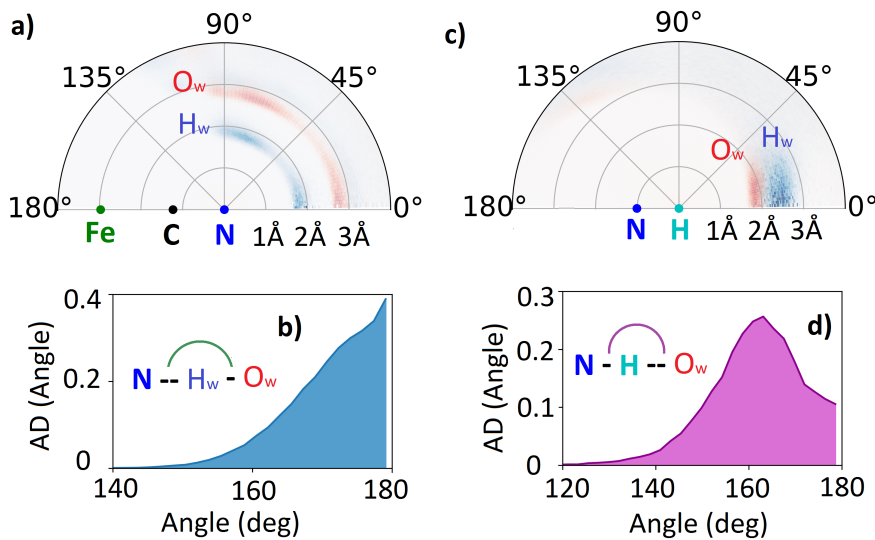 a)
90°
135°
45°
Ow
Hw
180°
0°
Fe
C
N
1Å
2Å
3Å
c)
90°
135°
45°
Ow
Hw
180°
0°
N
H
1Å
2Å
3Å
b)
0.4
0.2
0
AD (Angle)
N -- Hw - Ow
140
160
180
Angle (deg)
d)
0.3
0.2
0.1
0
AD (Angle)
N - H -- Ow
120
140
160
180
Angle (deg)